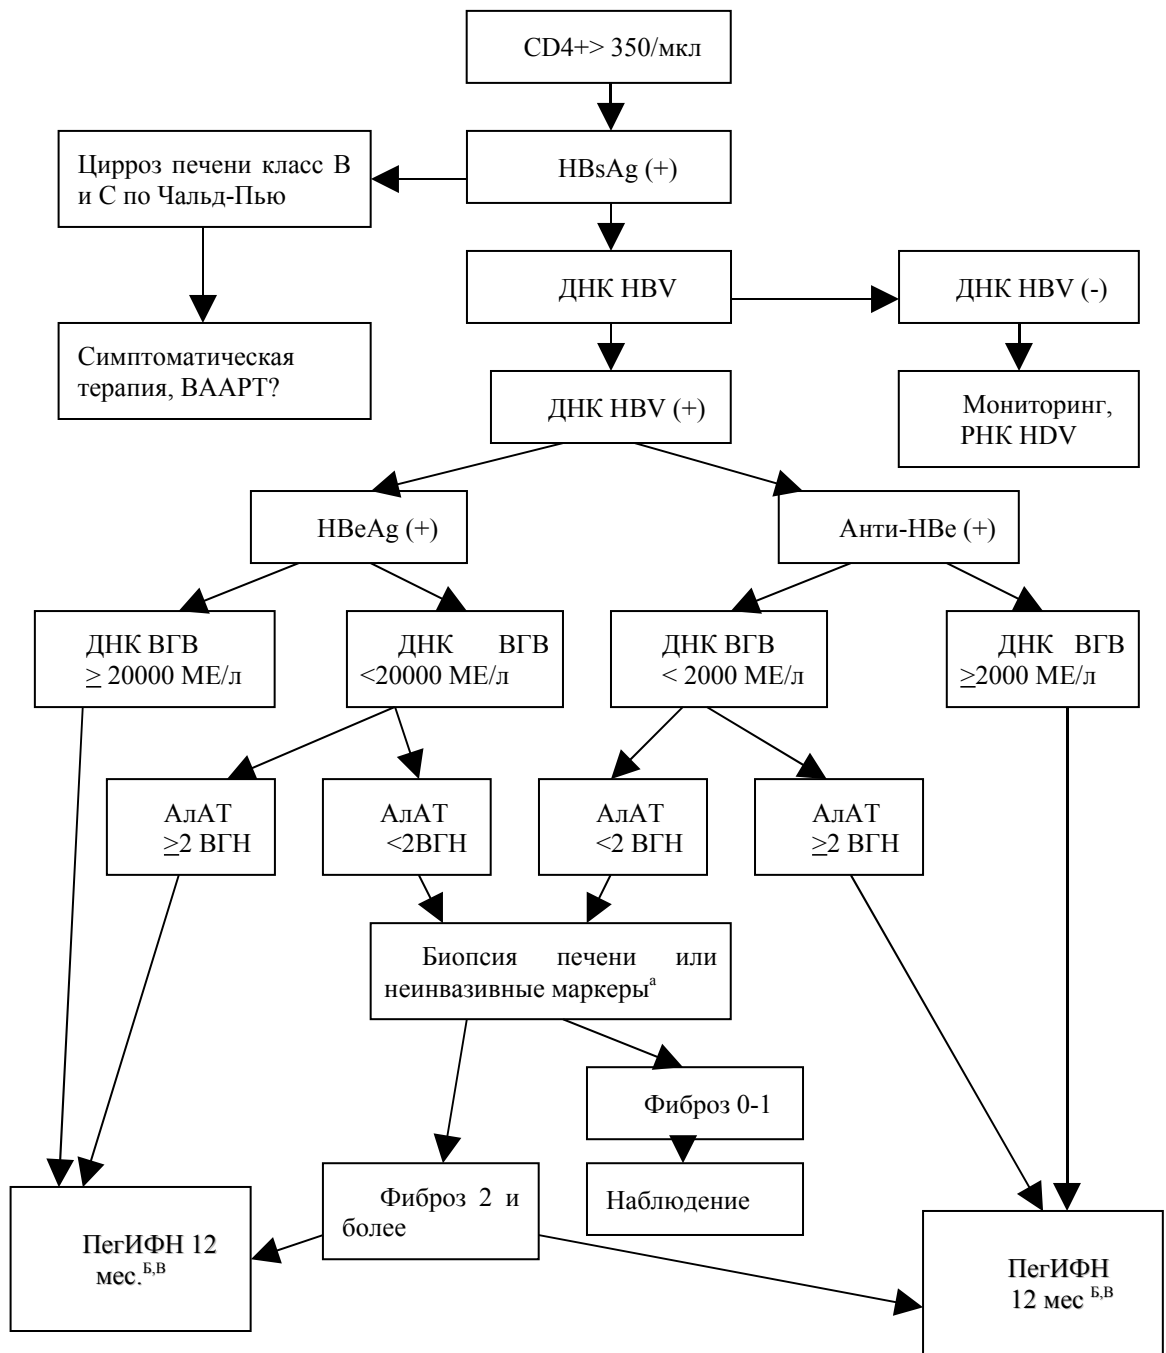 CD4+> 350/мкл
Цирроз печени класс В
и С по Чальд-Пью
HBsAg (+)
ДНК HBV
ДНК HBV (-)
Симптоматическая
терапия, ВААРТ?
ДНК HBV (+)
Мониторинг,
РНК HDV
HBeAg (+)
Анти-HBe (+)
ДНК ВГВ
≥ 20000 МЕ/л
ДНК ВГВ
<20000 МЕ/л
ДНК ВГВ
< 2000 МЕ/л
ДНК ВГВ
≥2000 МЕ/л
АлАТ
≥2 ВГН
АлАТ
<2ВГН
АлАТ
<2 ВГН
АлАТ
≥2 ВГН
Биопсия печени или
неинвазивные маркерыᵃ
Фиброз 0-1
Фиброз 2 и
более
Наблюдение
ПегИФН 12
мес.Б,В
ПегИФН
12 мес Б,В